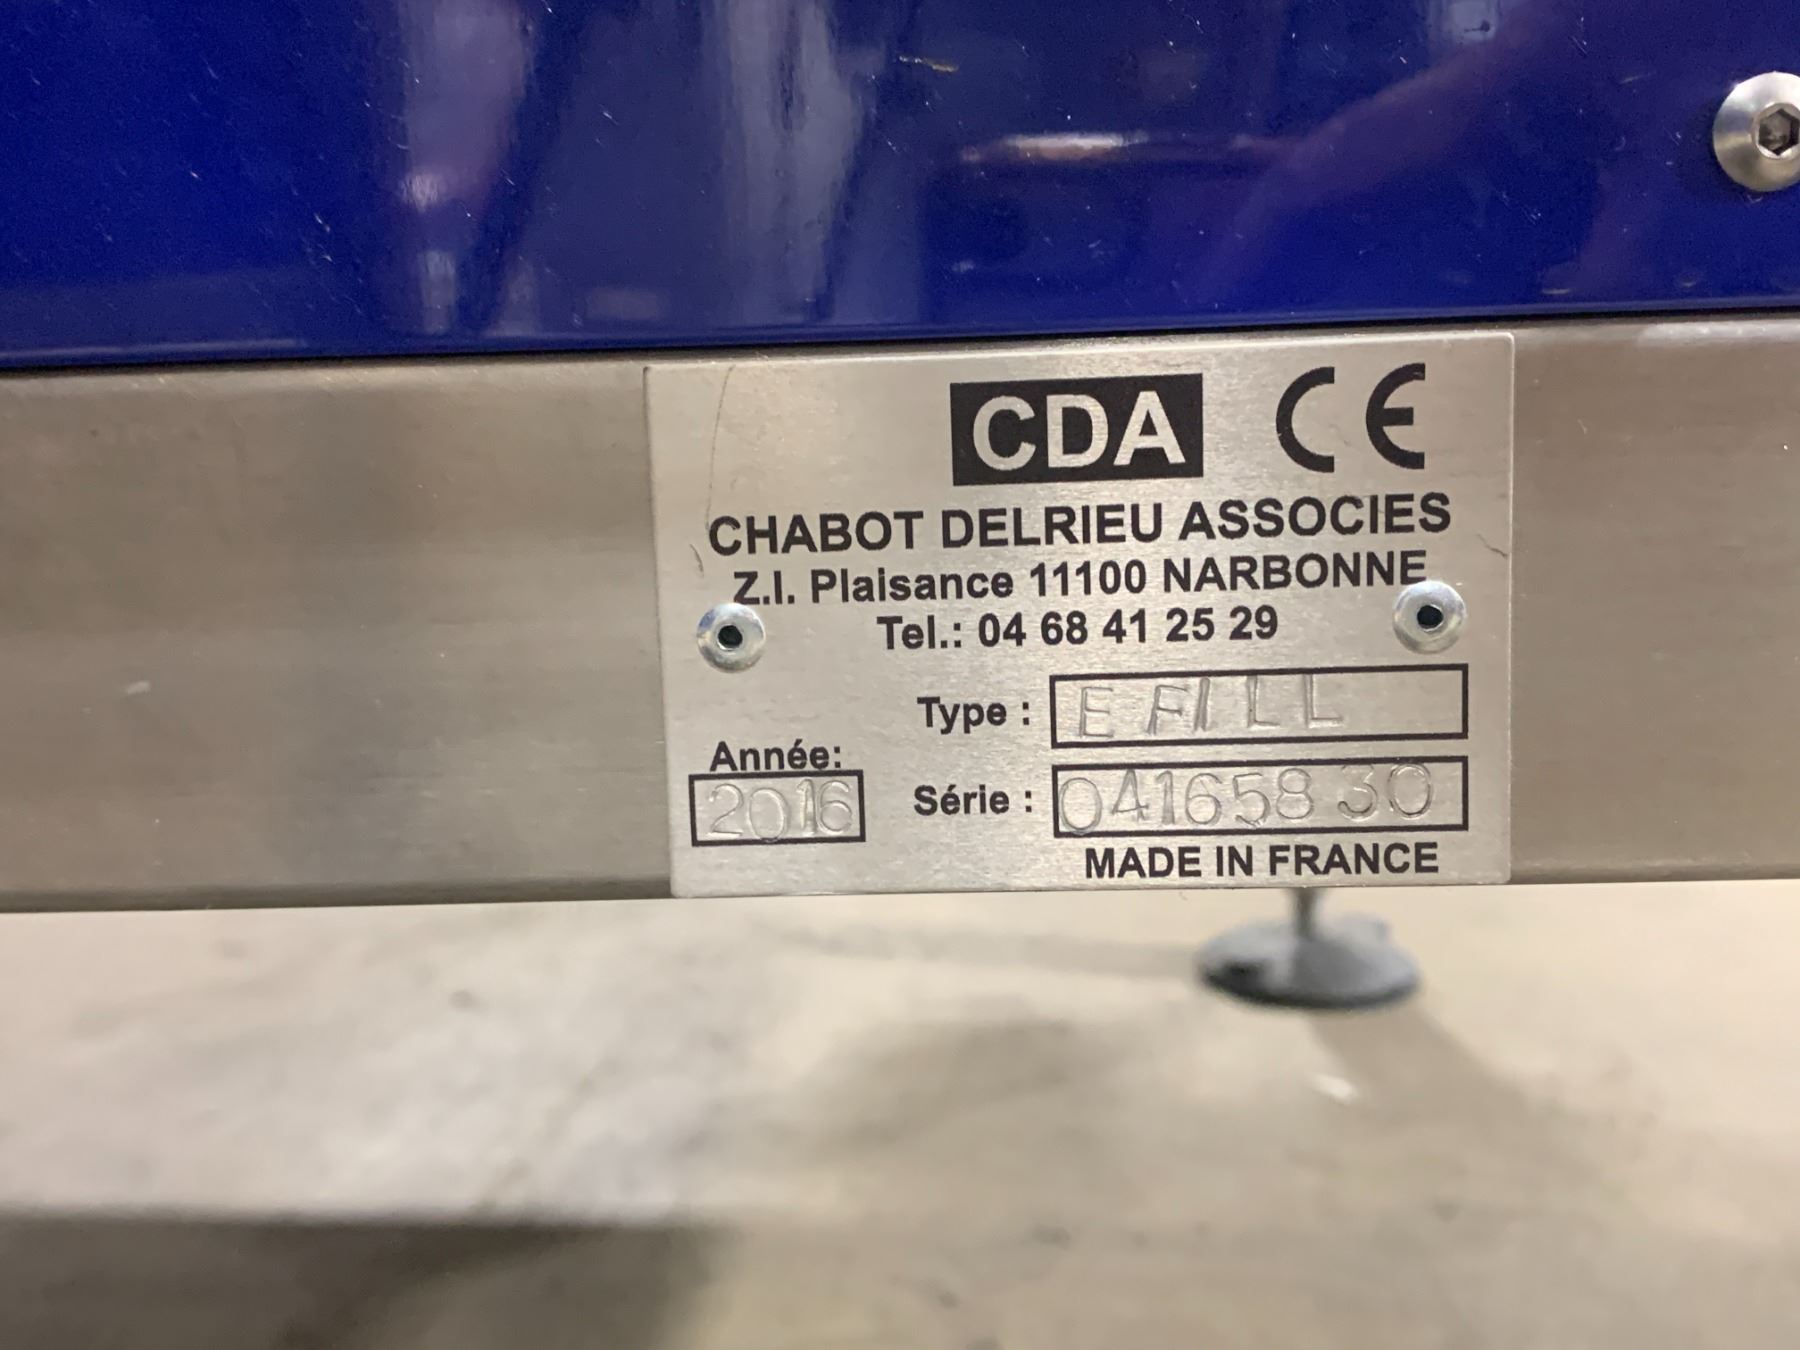 CDA CE
CHABOT DELRIEU ASSOCIES
Z.I. Plaisance 11100 NARBONNE
Tel.: 04 68 41 25 29
Type : E FILL
Année:
2016
Série : 04165830
MADE IN FRANCE